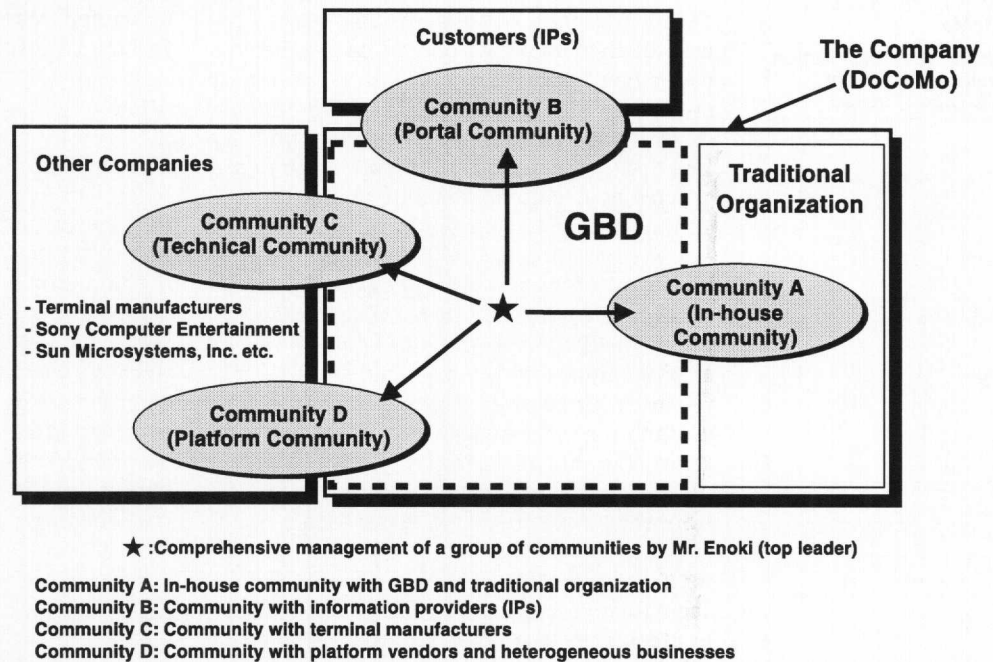 Customers (IPs)
The Company
(DoCoMo)
Community B
(Portal Community)
Other Companies
Traditional
Organization
GBD
Community C
(Technical Community)
Community A
(In-house
Community)
- Terminal manufacturers
- Sony Computer Entertainment
- Sun Microsystems, Inc. etc.
Community D
(Platform Community)
★ :Comprehensive management of a group of communities by Mr. Enoki (top leader)
Community A: In-house community with GBD and traditional organization
Community B: Community with information providers (IPs)
Community C: Community with terminal manufacturers
Community D: Community with platform vendors and heterogeneous businesses